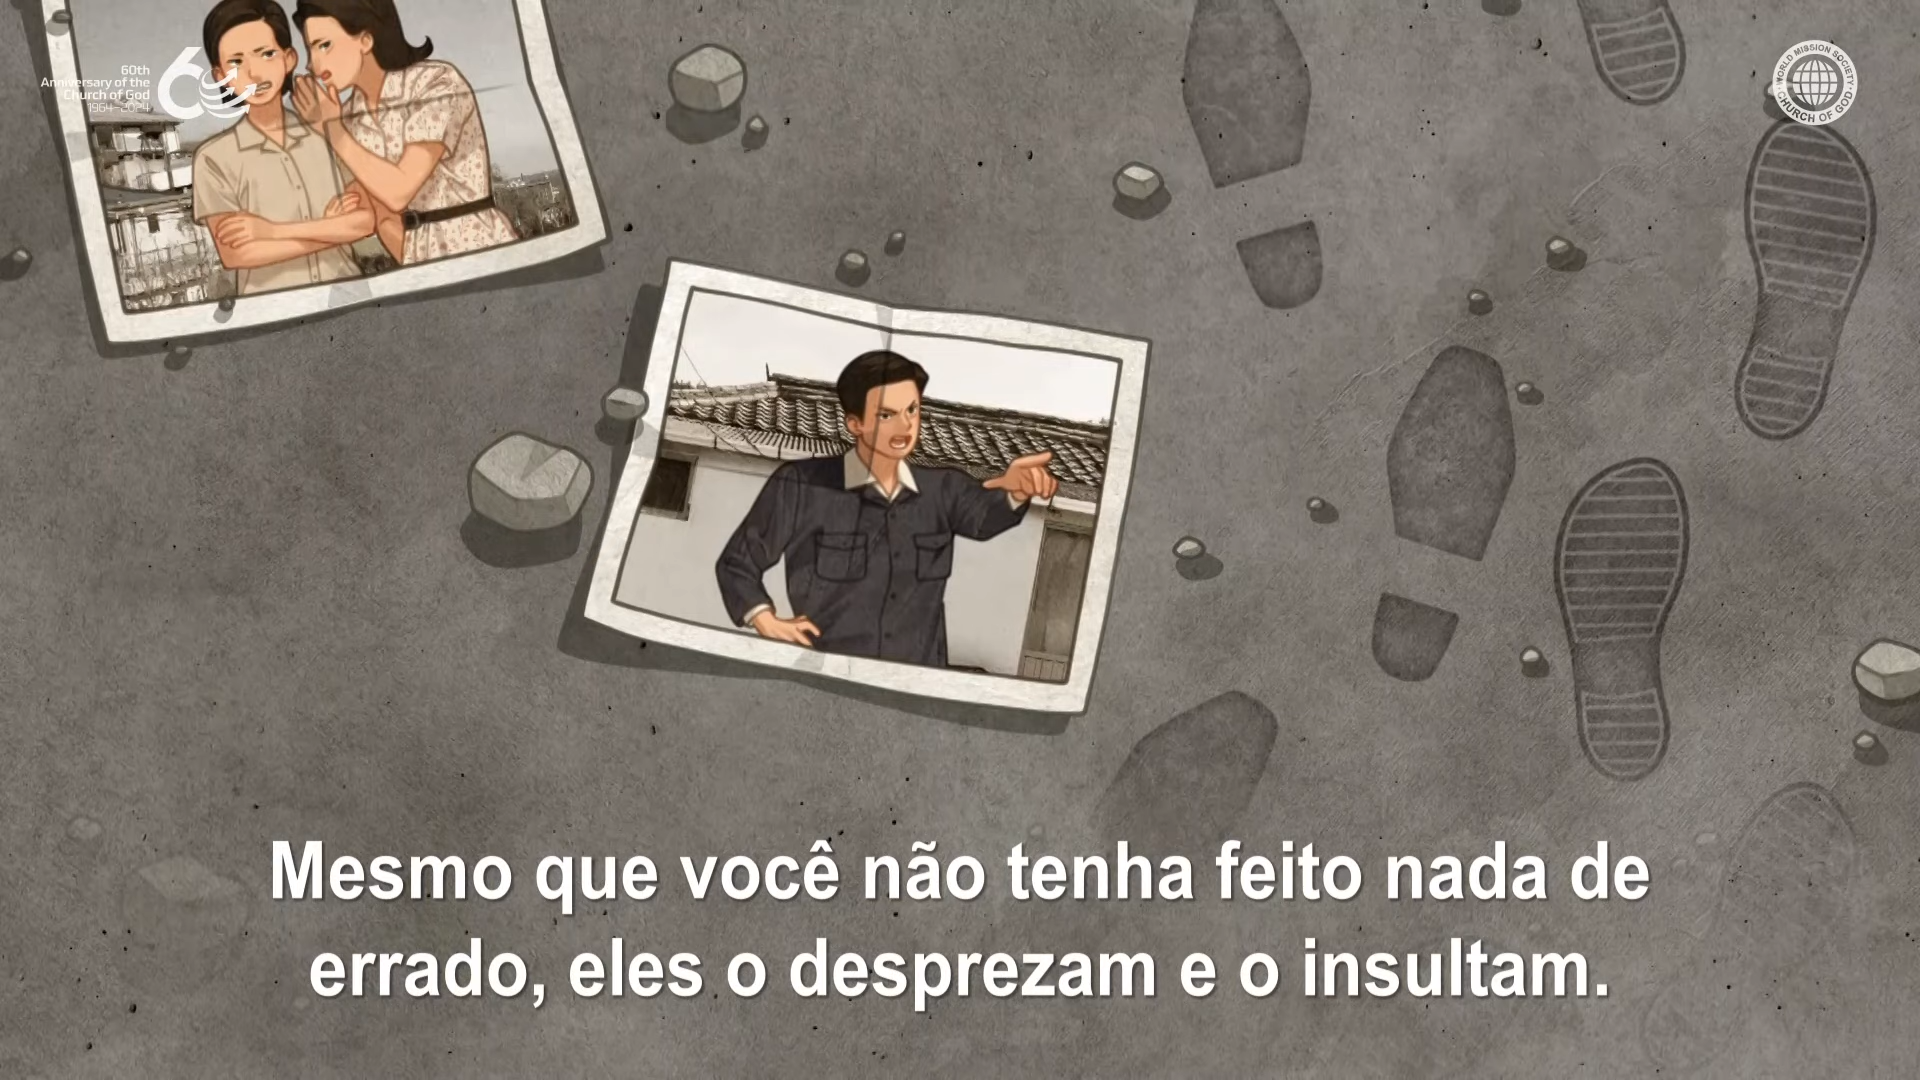 60th
Anniversary of the
Church of God
1964–2024
60
WORLD MISSION SOCIETY
CHURCH OF GOD
Mesmo que você não tenha feito nada de
errado, eles o desprezam e o insultam.